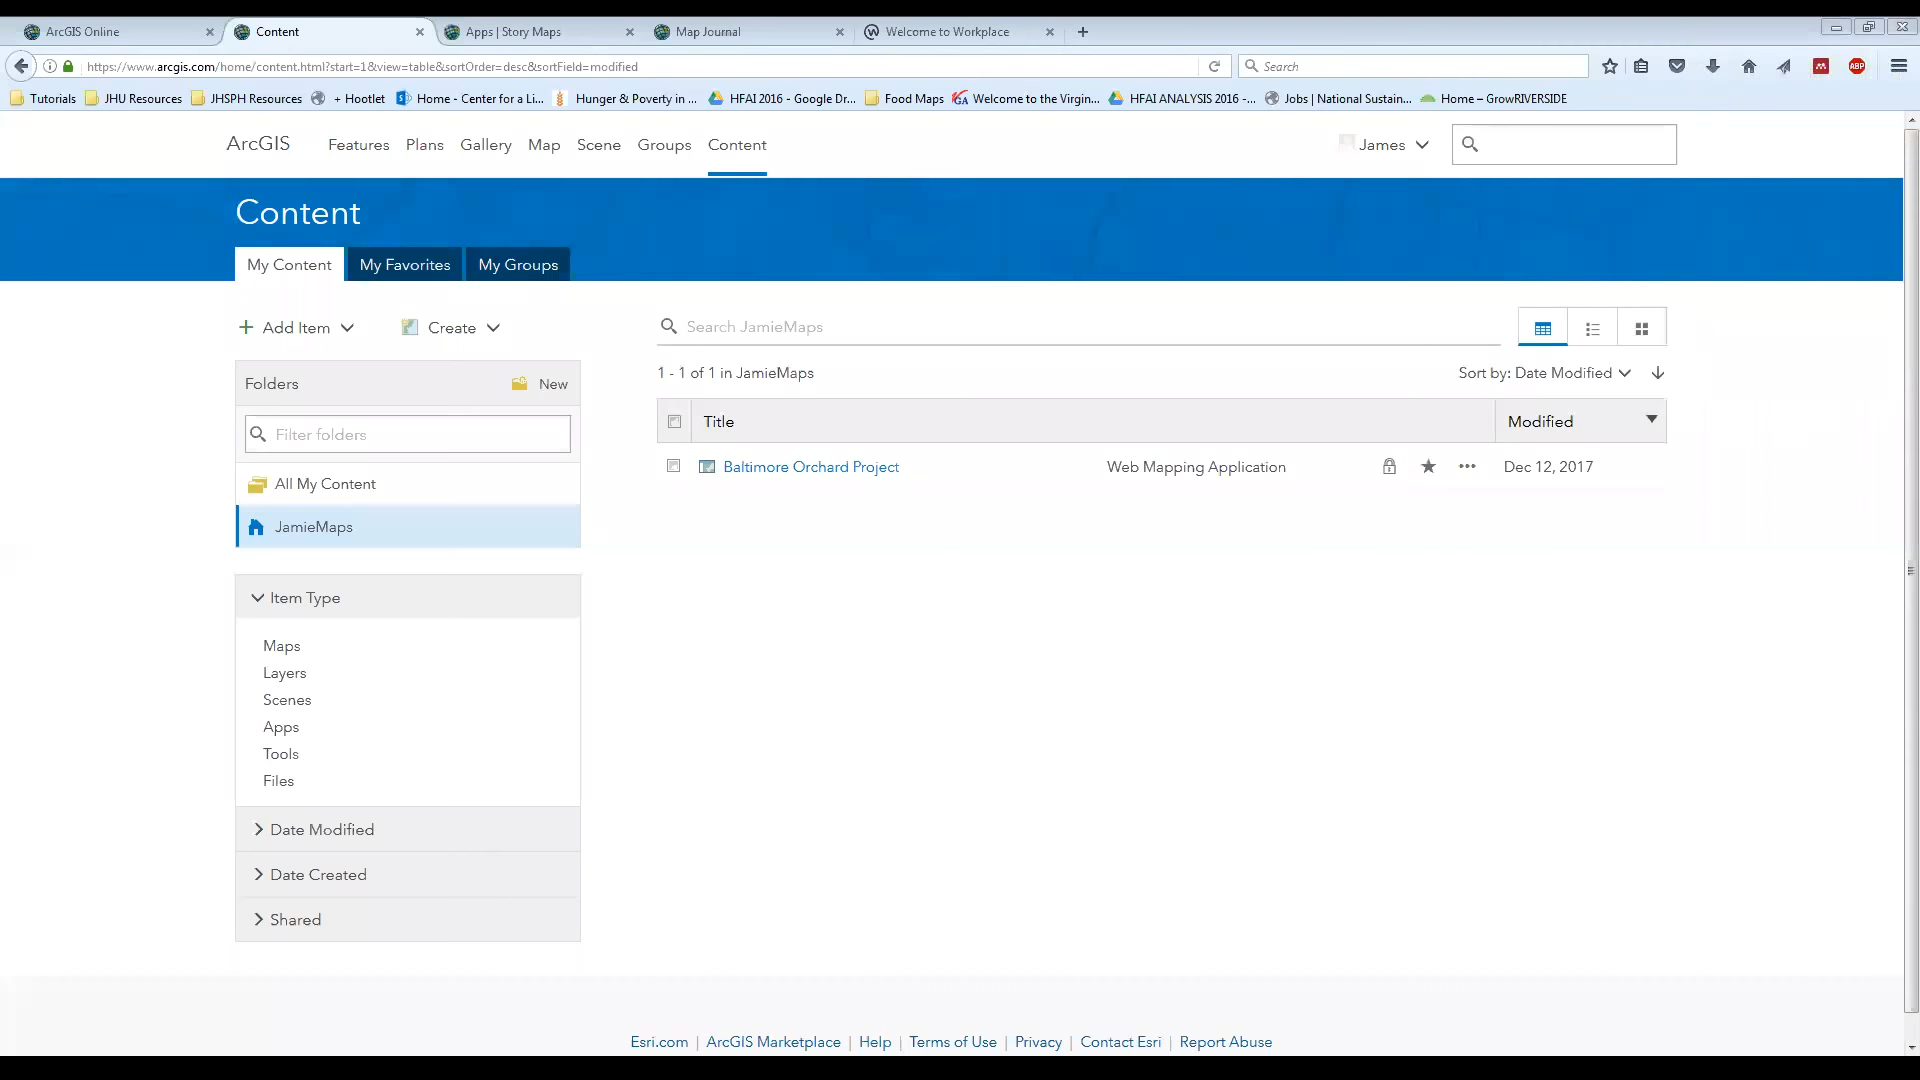 ArcGIS Online
Content
Apps | Story Maps
Map Journal
Welcome to Workplace
https://www.arcgis.com/home/content.html?start=1&view=table&sortOrder=desc&sortField=modified
Search
ABP
Tutorials
JHU Resources
JHSPH Resources
+ Hootlet
Home - Center for a Li...
Hunger & Poverty in ...
HFAI 2016 - Google Dr...
Food Maps
Welcome to the Virgin...
HFAI ANALYSIS 2016 -...
Jobs | National Sustain...
Home – GrowRIVERSIDE
ArcGIS
Features
Plans
Gallery
Map
Scene
Groups
Content
James
Content
My Content
My Favorites
My Groups
Add Item
Create
Search JamieMaps
Folders
New
1 - 1 of 1 in JamieMaps
Sort by: Date Modified
Filter folders
Title
Modified
All My Content
Baltimore Orchard Project
Web Mapping Application
Dec 12, 2017
JamieMaps
Item Type
Maps
Layers
Scenes
Apps
Tools
Files
Date Modified
Date Created
Shared
Esri.com | ArcGIS Marketplace | Help | Terms of Use | Privacy | Contact Esri | Report Abuse